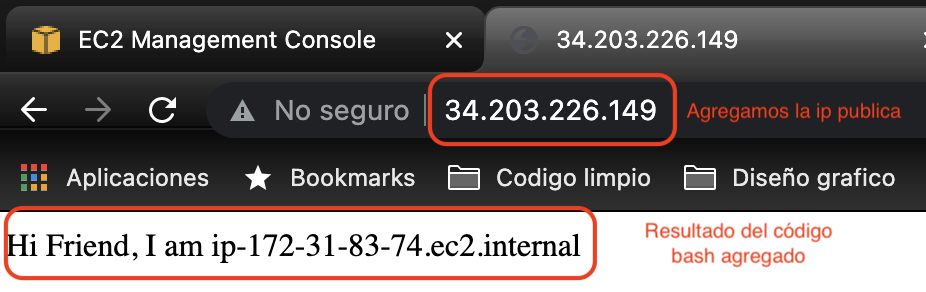 EC2 Management Console
34.203.226.149
No seguro
34.203.226.149
Agregamos la ip publica
Aplicaciones
Bookmarks
Codigo limpio
Diseño grafico
Hi Friend, I am ip-172-31-83-74.ec2.internal
Resultado del código
bash agregado